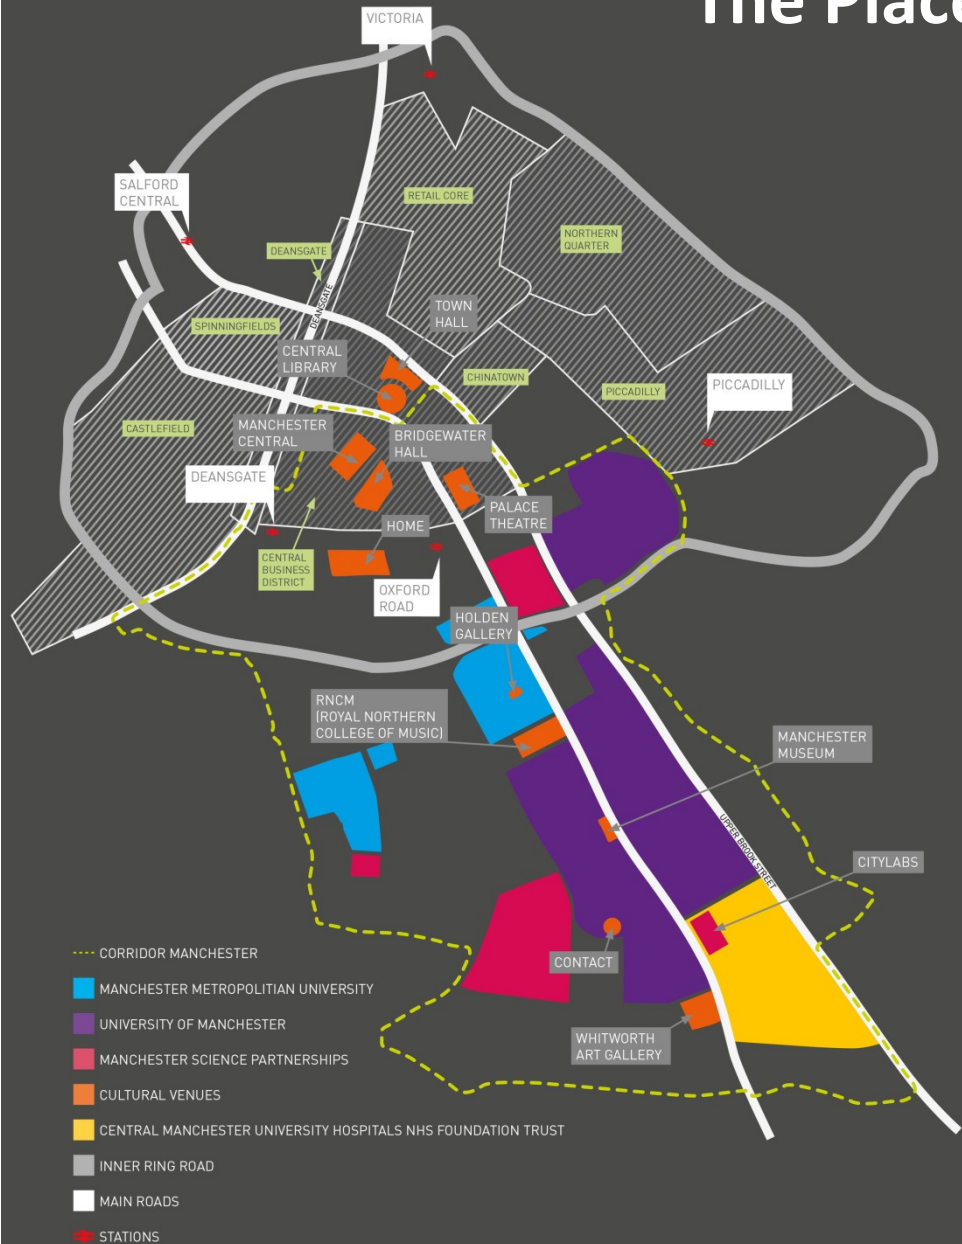 The Place
VICTORIA
SALFORD
CENTRAL
RETAIL CORE
NORTHERN
QUARTER
DEANSGATE
DEANSGATE
TOWN
HALL
SPINNINGFIELDS
CENTRAL
LIBRARY
CHINATOWN
PICCADILLY
PICCADILLY
CASTLEFIELD
MANCHESTER
CENTRAL
BRIDGEWATER
HALL
DEANSGATE
PALACE
THEATRE
HOME
CENTRAL
BUSINESS
DISTRICT
OXFORD
ROAD
HOLDEN
GALLERY
RNCM
(ROYAL NORTHERN
COLLEGE OF MUSIC)
MANCHESTER
MUSEUM
UPPER BROOK STREET
CITYLABS
CONTACT
WHITWORTH
ART GALLERY
CORRIDOR MANCHESTER
MANCHESTER METROPOLITIAN UNIVERSITY
UNIVERSITY OF MANCHESTER
MANCHESTER SCIENCE PARTNERSHIPS
CULTURAL VENUES
CENTRAL MANCHESTER UNIVERSITY HOSPITALS NHS FOUNDATION TRUST
INNER RING ROAD
MAIN ROADS
STATIONS